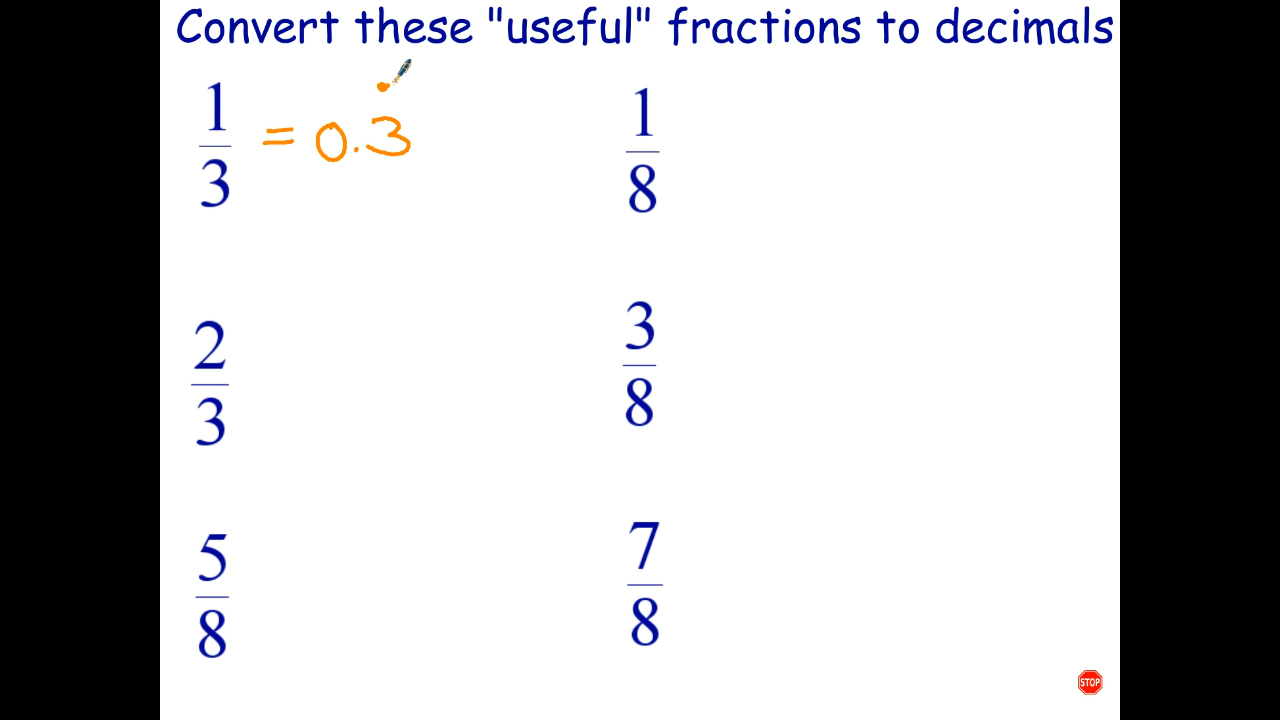 Convert these "useful" fractions to decimals
1/3 = 0.3̇
1/8
2/3
3/8
5/8
7/8
STOP